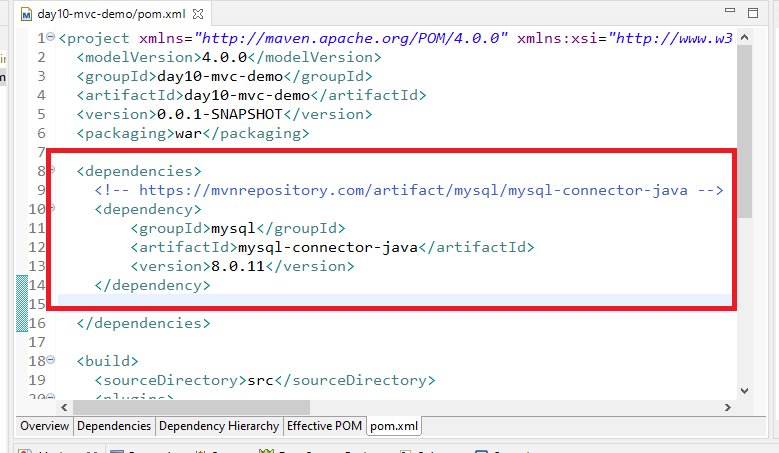 day10-mvc-demo/pom.xml
1 <project xmlns="http://maven.apache.org/POM/4.0.0" xmlns:xsi="http://www.w3
2 <modelVersion>4.0.0</modelVersion>
3 <groupId>day10-mvc-demo</groupId>
4 <artifactId>day10-mvc-demo</artifactId>
5 <version>0.0.1-SNAPSHOT</version>
6 <packaging>war</packaging>
7
8 <dependencies>
9 <!-- https://mvnrepository.com/artifact/mysql/mysql-connector-java -->
10 <dependency>
11 <groupId>mysql</groupId>
12 <artifactId>mysql-connector-java</artifactId>
13 <version>8.0.11</version>
14 </dependency>
15
16 </dependencies>
17
18 <build>
19 <sourceDirectory>src</sourceDirectory>
20 <plugins>
Overview Dependencies Dependency Hierarchy Effective POM pom.xml